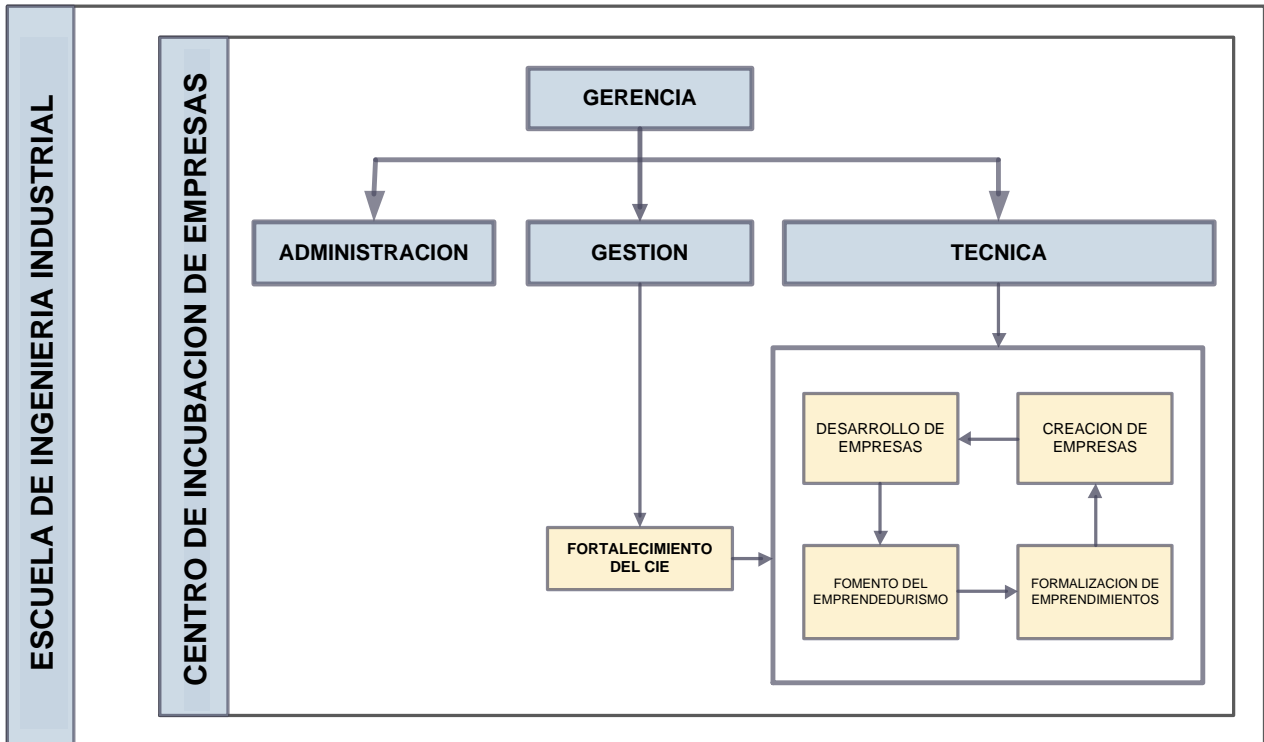 ESCUELA DE INGENIERIA INDUSTRIAL
CENTRO DE INCUBACION DE EMPRESAS
GERENCIA
ADMINISTRACION
GESTION
TECNICA
DESARROLLO DE
EMPRESAS
CREACION DE
EMPRESAS
FORTALECIMIENTO
DEL CIE
FOMENTO DEL
EMPRENDEDURISMO
FORMALIZACION DE
EMPRENDIMIENTOS